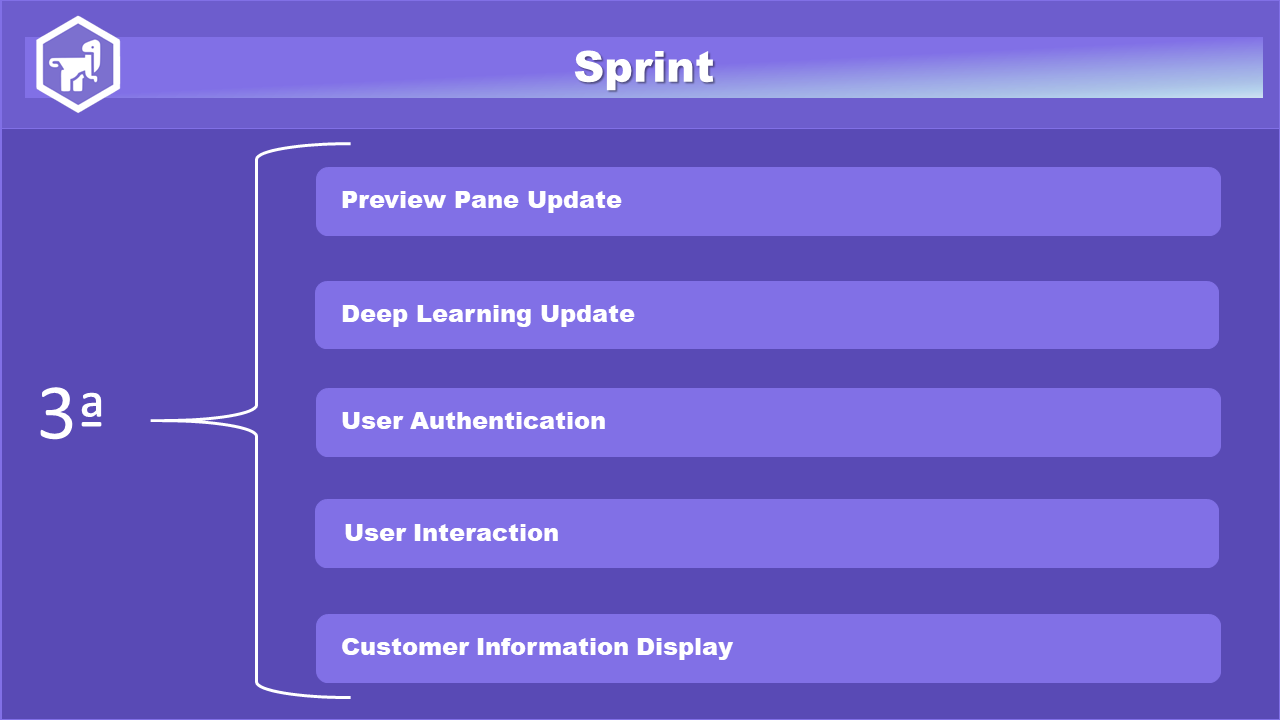 Sprint
Preview Pane Update
Deep Learning Update
3ª
User Authentication
User Interaction
Customer Information Display